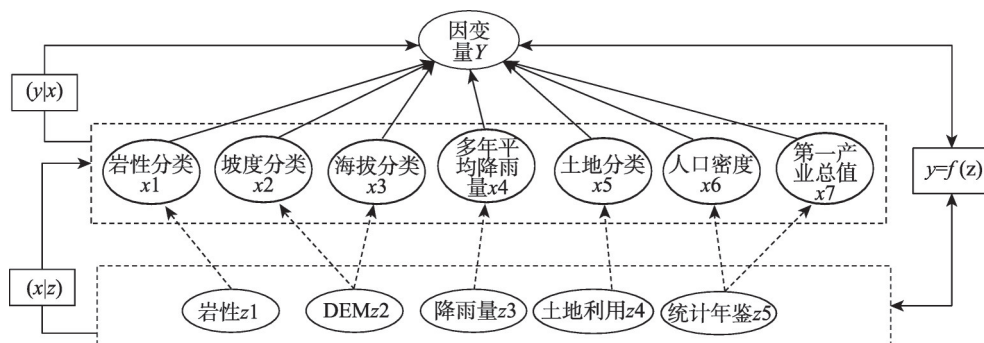 因变
量Y
(y|x)
岩性分类
x1
坡度分类
x2
海拔分类
x3
多年平
均降雨
量x4
土地分类
x5
人口密度
x6
第一产
业总值
x7
y=f(z)
(x|z)
岩性z1
DEMz2
降雨量z3
土地利用z4
统计年鉴z5